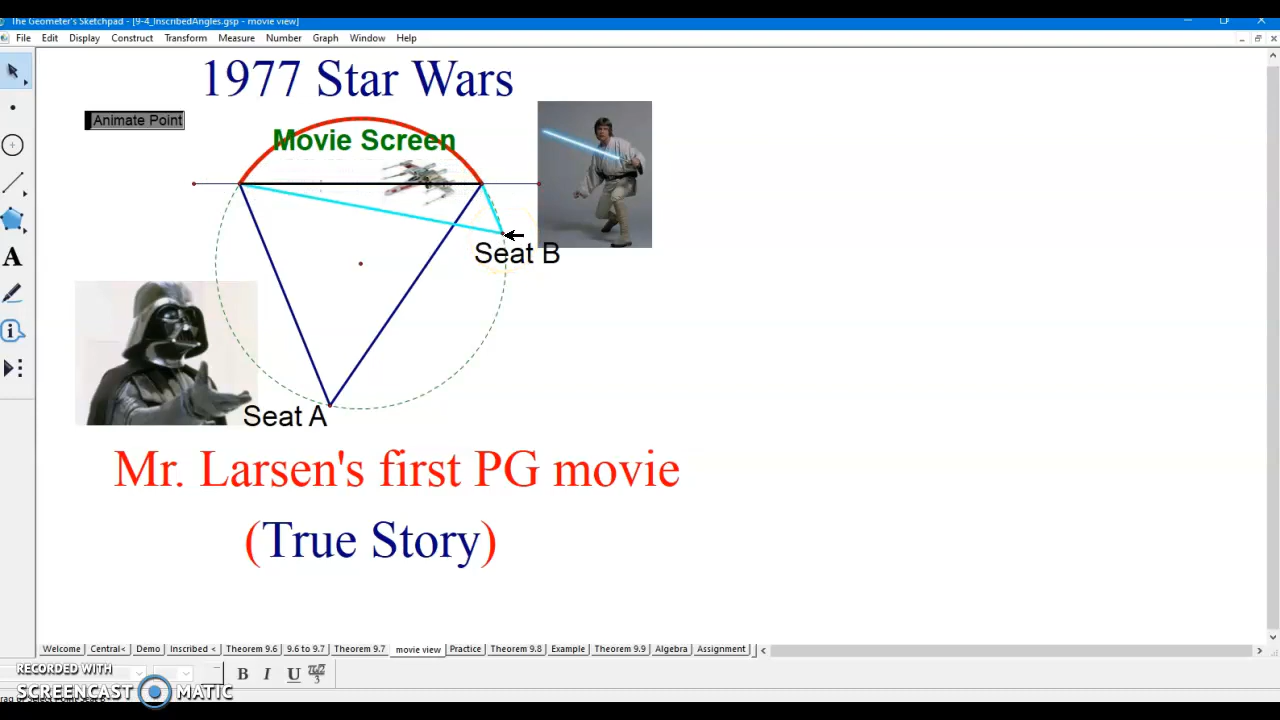 The Geometer's Sketchpad - [9-4_InscribedAngles.gsp - movie view]
File Edit Display Construct Transform Measure Number Graph Window Help
1977 Star Wars
Animate Point
Movie Screen
Seat B
Seat A
Mr. Larsen's first PG movie
(True Story)
Welcome Central< Demo Inscribed < Theorem 9.6 9.6 to 9.7 Theorem 9.7 movie view Practice Theorem 9.8 Example Theorem 9.9 Algebra Assignment
RECORDED WITH
SCREENCAST MATIC
B I U